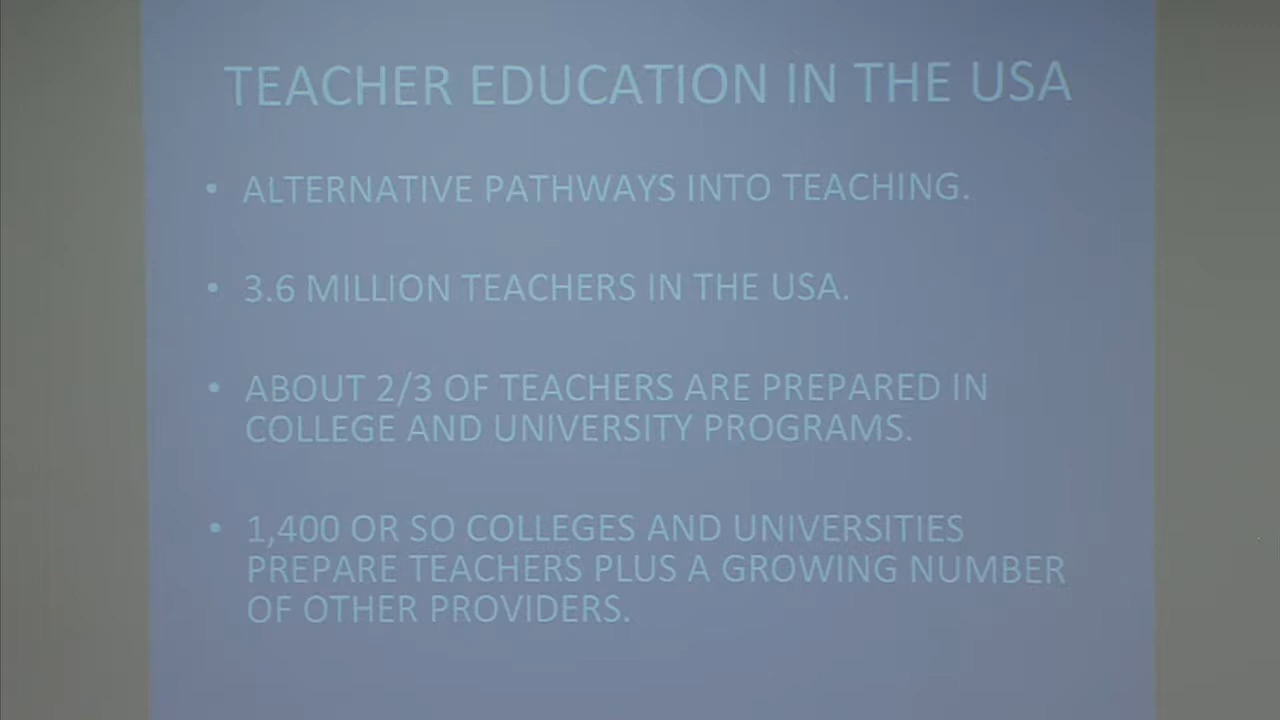 TEACHER EDUCATION IN THE USA
• ALTERNATIVE PATHWAYS INTO TEACHING.
• 3.6 MILLION TEACHERS IN THE USA.
• ABOUT 2/3 OF TEACHERS ARE PREPARED IN
COLLEGE AND UNIVERSITY PROGRAMS.
• 1,400 OR SO COLLEGES AND UNIVERSITIES
PREPARE TEACHERS PLUS A GROWING NUMBER
OF OTHER PROVIDERS.